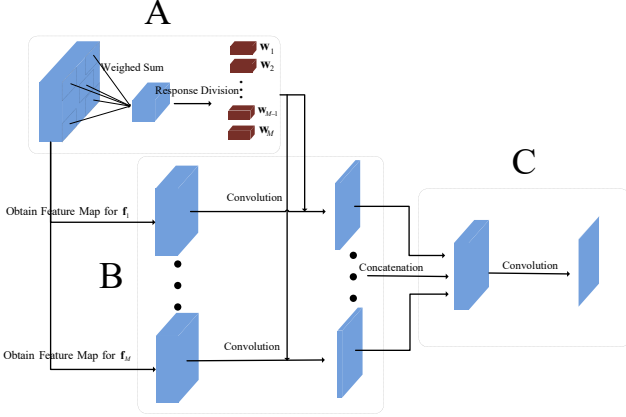 A
Weighed Sum
Response Division
w1
w2
wM-1
wM
Obtain Feature Map for f1
Convolution
B
Obtain Feature Map for fM
Convolution
Concatenation
C
Convolution